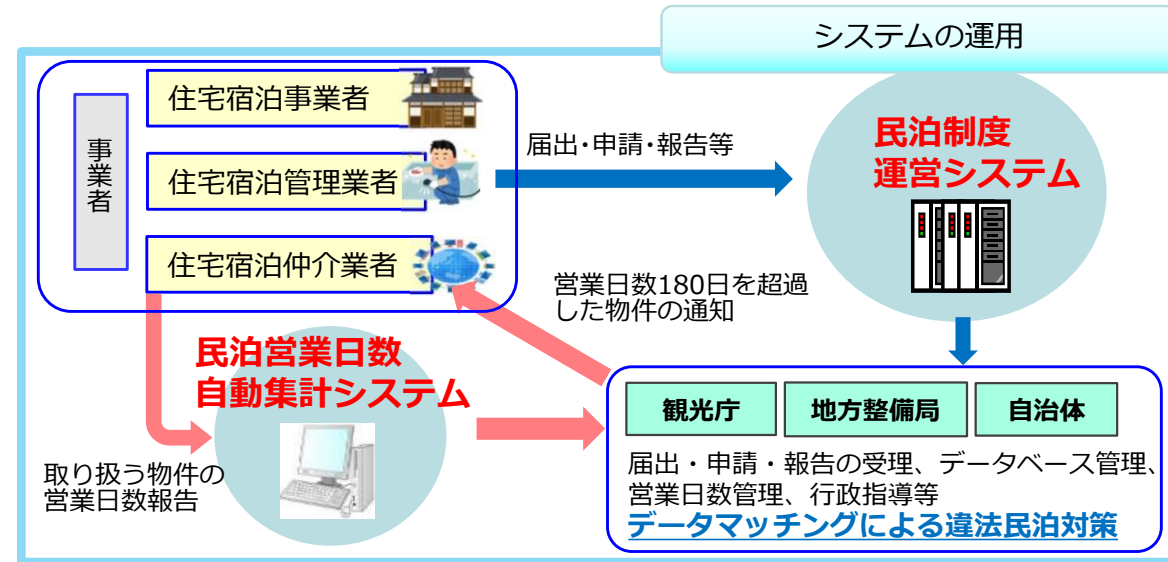 システムの運用
事業者
住宅宿泊事業者
住宅宿泊管理業者
住宅宿泊仲介業者
届出・申請・報告等
民泊制度
運営システム
営業日数180日を超過
した物件の通知
民泊営業日数
自動集計システム
取り扱う物件の
営業日数報告
観光庁
地方整備局
自治体
届出・申請・報告の受理、データベース管理、
営業日数管理、行政指導等
データマッチングによる違法民泊対策